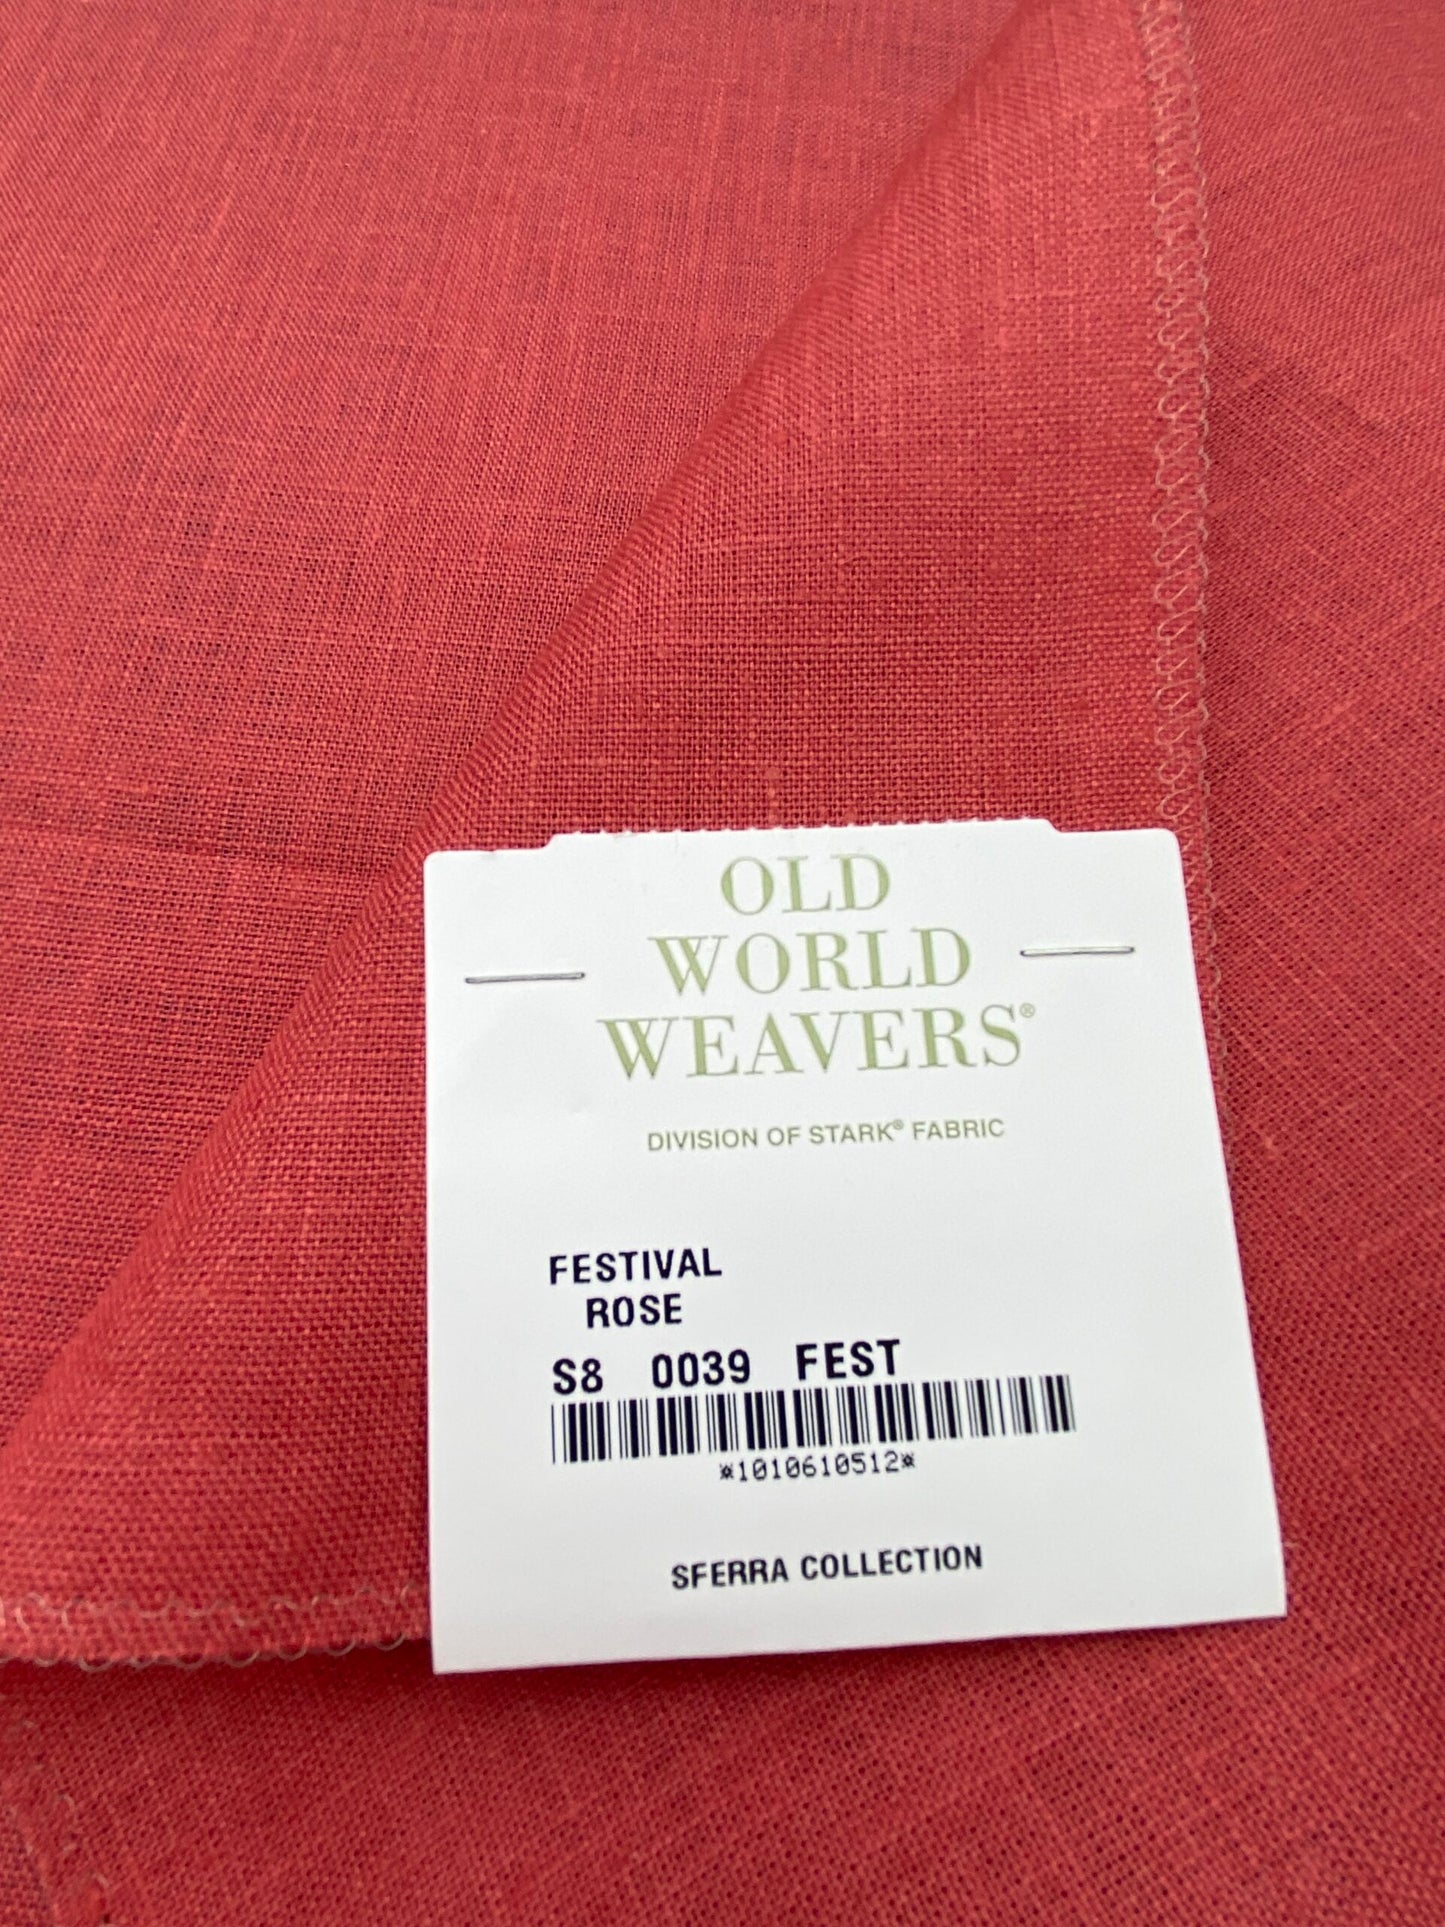 OLD
WORLD
WEAVERS®
DIVISION OF STARK® FABRIC
FESTIVAL
ROSE
S8 0039 FEST
*1010610512*
SFERRA COLLECTION